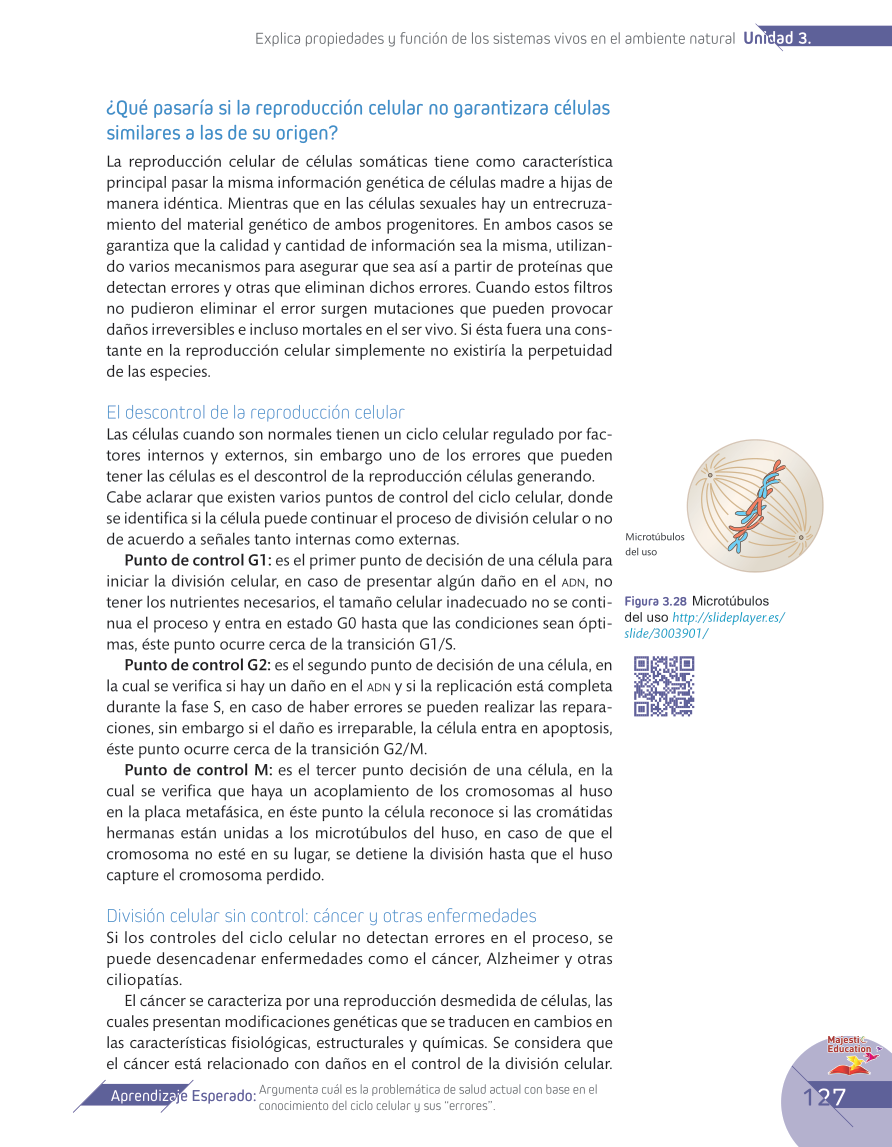 Explica propiedades y función de los sistemas vivos en el ambiente natural Unidad 3.
¿Qué pasaría si la reproducción celular no garantizara células
similares a las de su origen?
La reproducción celular de células somáticas tiene como característica
principal pasar la misma información genética de células madre a hijas de
manera idéntica. Mientras que en las células sexuales hay un entrecruza-
miento del material genético de ambos progenitores. En ambos casos se
garantiza que la calidad y cantidad de información sea la misma, utilizan-
do varios mecanismos para asegurar que sea así a partir de proteínas que
detectan errores y otras que eliminan dichos errores. Cuando estos filtros
no pudieron eliminar el error surgen mutaciones que pueden provocar
daños irreversibles e incluso mortales en el ser vivo. Si ésta fuera una cons-
tante en la reproducción celular simplemente no existiría la perpetuidad
de las especies.
El descontrol de la reproducción celular
Las células cuando son normales tienen un ciclo celular regulado por fac-
tores internos y externos, sin embargo uno de los errores que pueden
tener las células es el descontrol de la reproducción células generando.
Cabe aclarar que existen varios puntos de control del ciclo celular, donde
se identifica si la célula puede continuar el proceso de división celular o no
de acuerdo a señales tanto internas como externas.
Punto de control G1: es el primer punto de decisión de una célula para
iniciar la división celular, en caso de presentar algún daño en el ADN, no
tener los nutrientes necesarios, el tamaño celular inadecuado no se conti-
nua el proceso y entra en estado G0 hasta que las condiciones sean ópti-
mas, éste punto ocurre cerca de la transición G1/S.
Punto de control G2: es el segundo punto de decisión de una célula, en
la cual se verifica si hay un daño en el ADN y si la replicación está completa
durante la fase S, en caso de haber errores se pueden realizar las repara-
ciones, sin embargo si el daño es irreparable, la célula entra en apoptosis,
éste punto ocurre cerca de la transición G2/M.
Punto de control M: es el tercer punto decisión de una célula, en la
cual se verifica que haya un acoplamiento de los cromosomas al huso
en la placa metafásica, en éste punto la célula reconoce si las cromátidas
hermanas están unidas a los microtúbulos del huso, en caso de que el
cromosoma no esté en su lugar, se detiene la división hasta que el huso
capture el cromosoma perdido.
División celular sin control: cáncer y otras enfermedades
Si los controles del ciclo celular no detectan errores en el proceso, se
puede desencadenar enfermedades como el cáncer, Alzheimer y otras
ciliopatías.
El cáncer se caracteriza por una reproducción desmedida de células, las
cuales presentan modificaciones genéticas que se traducen en cambios en
las características fisiológicas, estructurales y químicas. Se considera que
el cáncer está relacionado con daños en el control de la división celular.
Microtúbulos
del uso
Figura 3.28 Microtúbulos
del uso http://slideplayer.es/
slide/3003901/
Majestic
Education
Aprendizaje Esperado: Argumenta cuál es la problemática de salud actual con base en el
conocimiento del ciclo celular y sus “errores”.
127